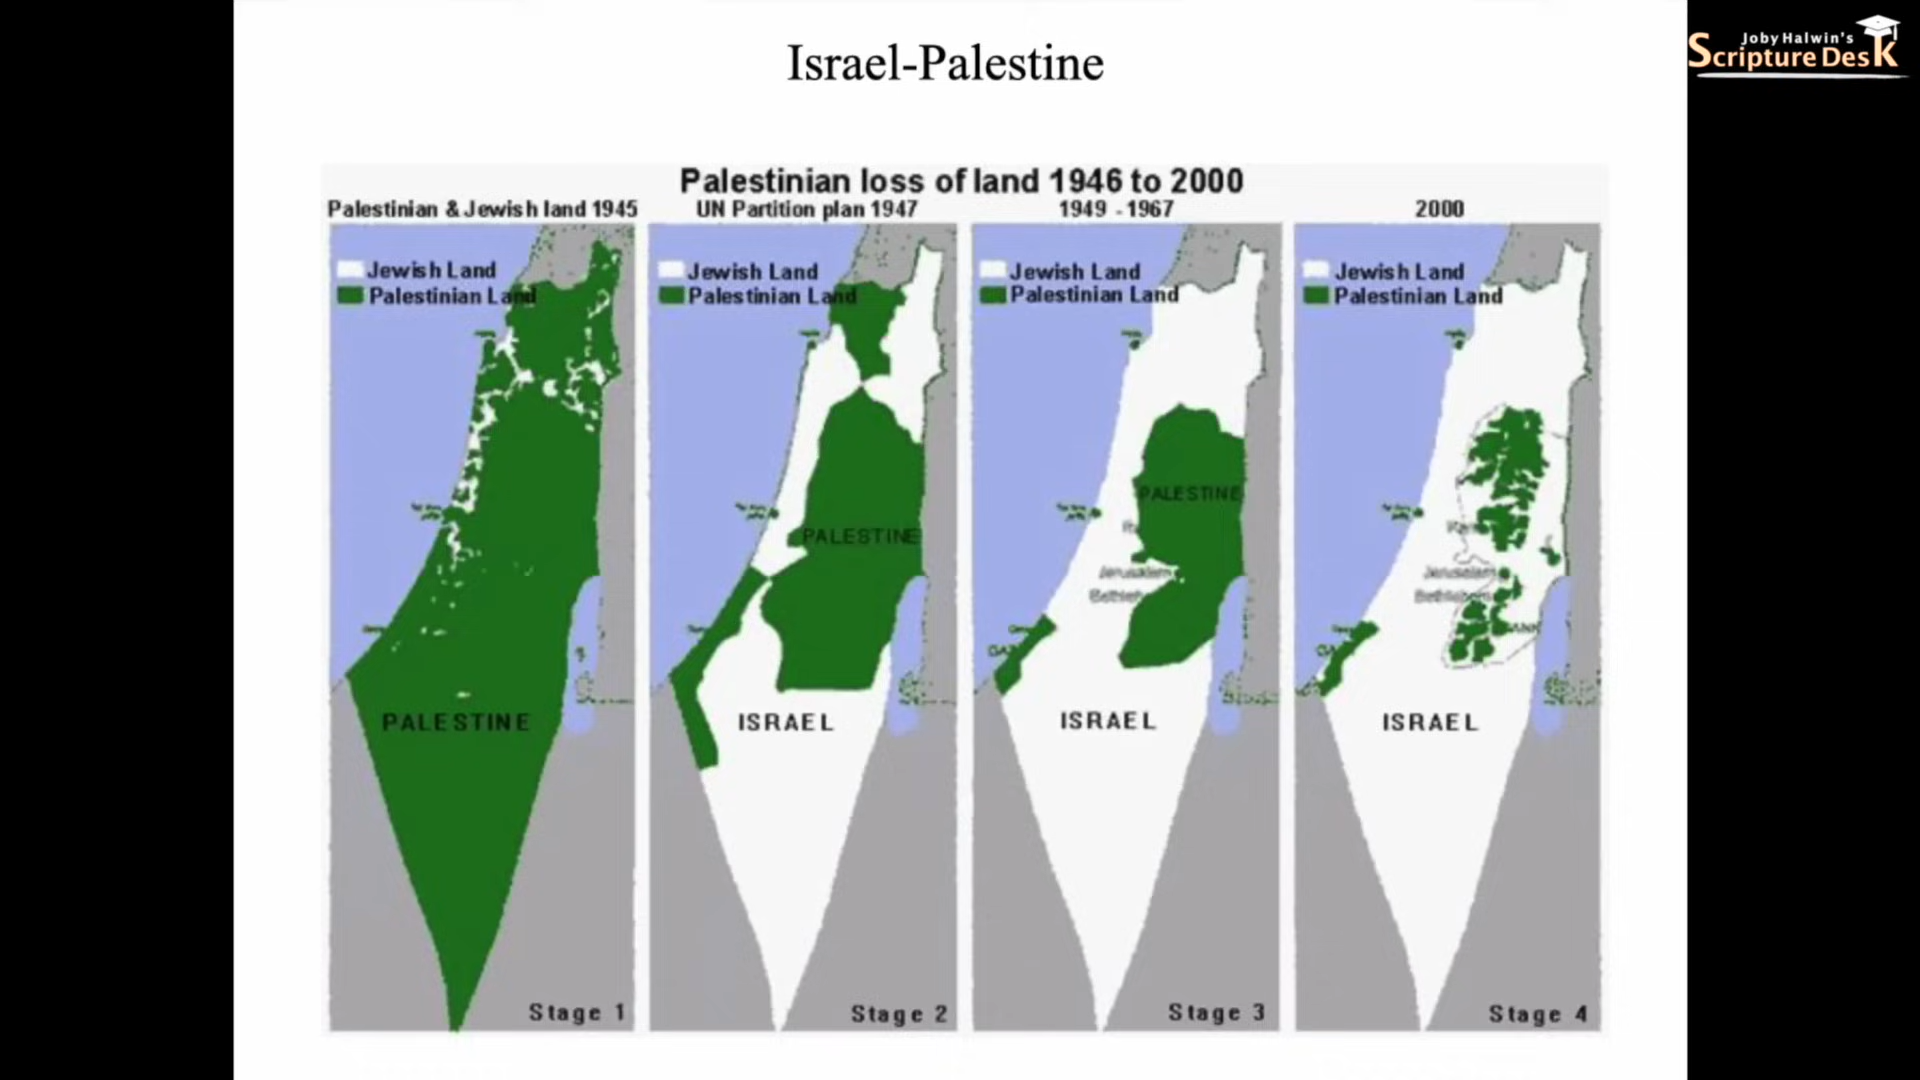 Israel-Palestine
Joby Halwin's
Scripture Desk
Palestinian loss of land 1946 to 2000
Palestinian & Jewish land 1945
UN Partition plan 1947
1949 - 1967
2000
Jewish Land
Palestinian Land
PALESTINE
Stage 1
Jewish Land
Palestinian Land
PALESTINE
ISRAEL
Stage 2
Jewish Land
Palestinian Land
PALESTINE
Jerusalem
ISRAEL
Stage 3
Jewish Land
Palestinian Land
Jerusalem
Bethlehem
ISRAEL
Stage 4